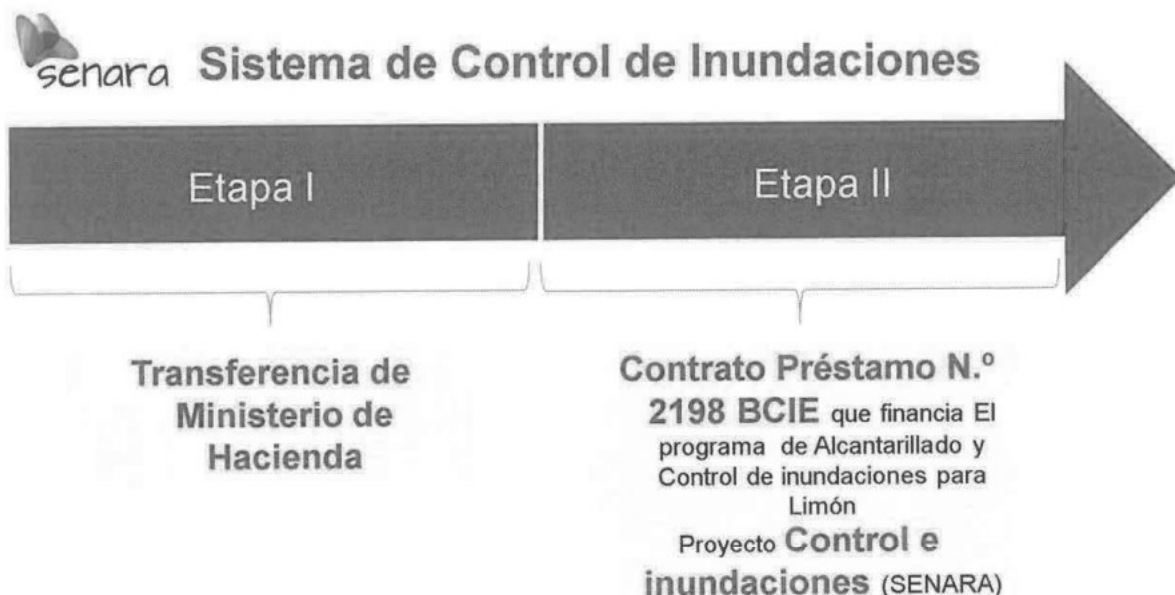 senara Sistema de Control de Inundaciones
Etapa I
Etapa II
Transferencia de
Ministerio de
Hacienda
Contrato Préstamo N.º
2198 BCIE que financia El
programa de Alcantarillado y
Control de inundaciones para
Limón
Proyecto Control e
inundaciones (SENARA)